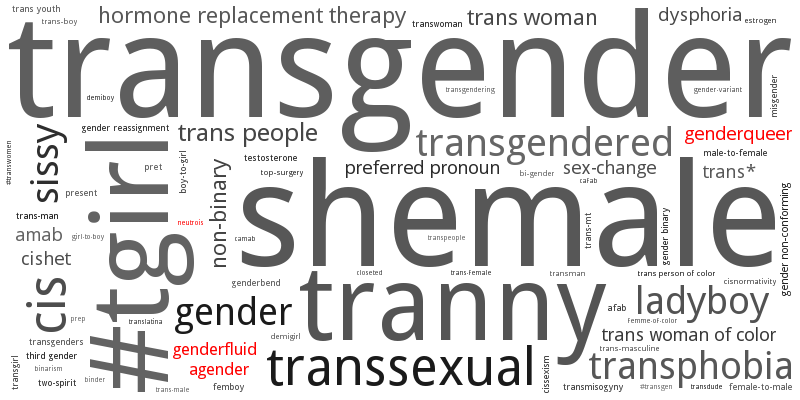 trans youth
hormone replacement therapy
transwoman
trans woman
dysphoria
estrogen
trans-boy
transgender
demiboy
transgendering
gender-variant
misgender
#transwomen
sissy
gender reassignment
trans people
transgendered
genderqueer
#tgirl
pret
boy-to-girl
non-binary
testosterone
top-surgery
preferred pronoun
bi-gender
sex-change
cafab
male-to-female
trans*
present
trans-man
amab
girl-to-boy
neutrois
camab
shemale
transpeople
trans-mt
gender binary
gender non-conforming
cishet
cis
prep
genderbend
closeted
trans-Female
transman
trans person of color
cisnormativity
translatina
gender
tranny
afab
ladyboy
Femme-of-color
transgenders
third gender
binarism
two-spirit
transgirl
binder
genderfluid
agender
demigirl
femboy
trans-male
transsexual
cissexism
trans woman of color
trans-masculine
transphobia
transmisogyny
#transgen
transdude
female-to-male